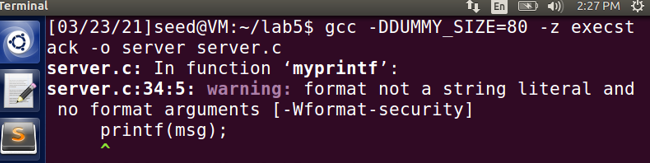 Terminal
En
2:27 PM
[03/23/21]seed@VM:~/lab5$ gcc -DDUMMY_SIZE=80 -z execst
ack -o server server.c
server.c: In function ‘myprintf’:
server.c:34:5: warning: format not a string literal and
 no format arguments [-Wformat-security]
     printf(msg);
     ^